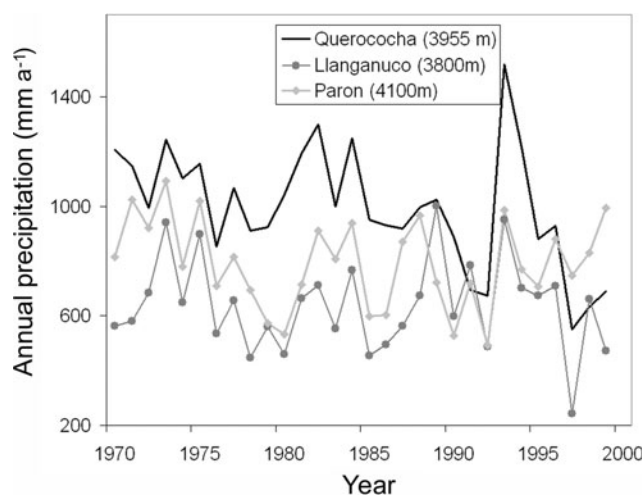 Annual precipitation (mm a⁻¹)
1400
1000
600
200
Querococha (3955 m)
Llanganuco (3800m)
Paron (4100m)
1970 1975 1980 1985 1990 1995 2000
Year